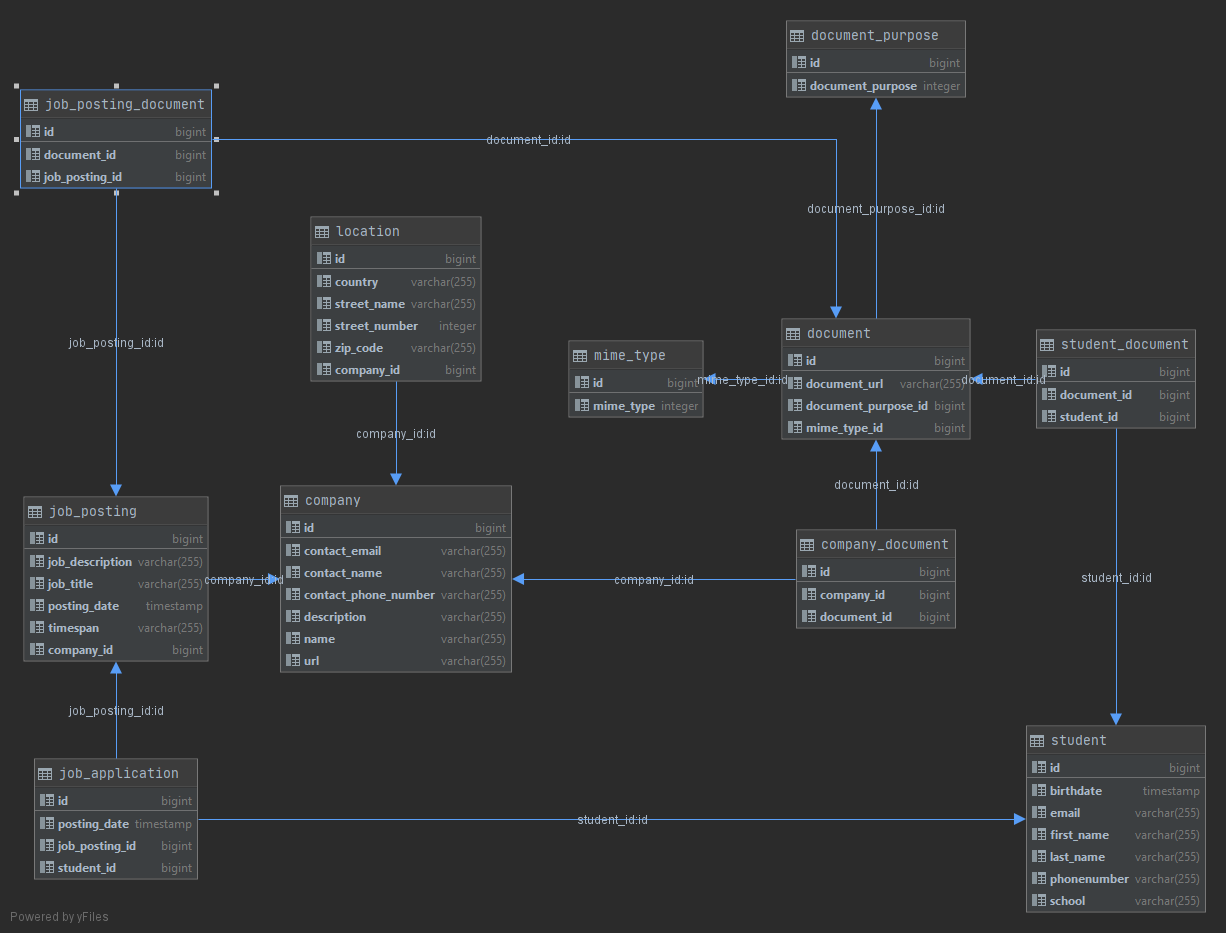 document_purpose
id bigint
document_purpose integer
job_posting_document
id bigint
document_id bigint
job_posting_id bigint
document_id:id
document_purpose_id:id
location
id bigint
country varchar(255)
street_name varchar(255)
street_number integer
zip_code varchar(255)
company_id bigint
job_posting_id:id
mime_type
id bigint
mime_type integer
mime_type_id:id
document
id bigint
document_url varchar(255)
document_purpose_id bigint
mime_type_id bigint
document_id:id
student_document
id bigint
document_id bigint
student_id bigint
company_id:id
document_id:id
job_posting
id bigint
job_description varchar(255)
job_title varchar(255)
posting_date timestamp
timespan varchar(255)
company_id bigint
company_id:id
company
id bigint
contact_email varchar(255)
contact_name varchar(255)
contact_phone_number varchar(255)
description varchar(255)
name varchar(255)
url varchar(255)
company_id:id
company_document
id bigint
company_id bigint
document_id bigint
student_id:id
job_posting_id:id
job_application
id bigint
posting_date timestamp
job_posting_id bigint
student_id bigint
student_id:id
student
id bigint
birthdate timestamp
email varchar(255)
first_name varchar(255)
last_name varchar(255)
phonenumber varchar(255)
school varchar(255)
Powered by yFiles